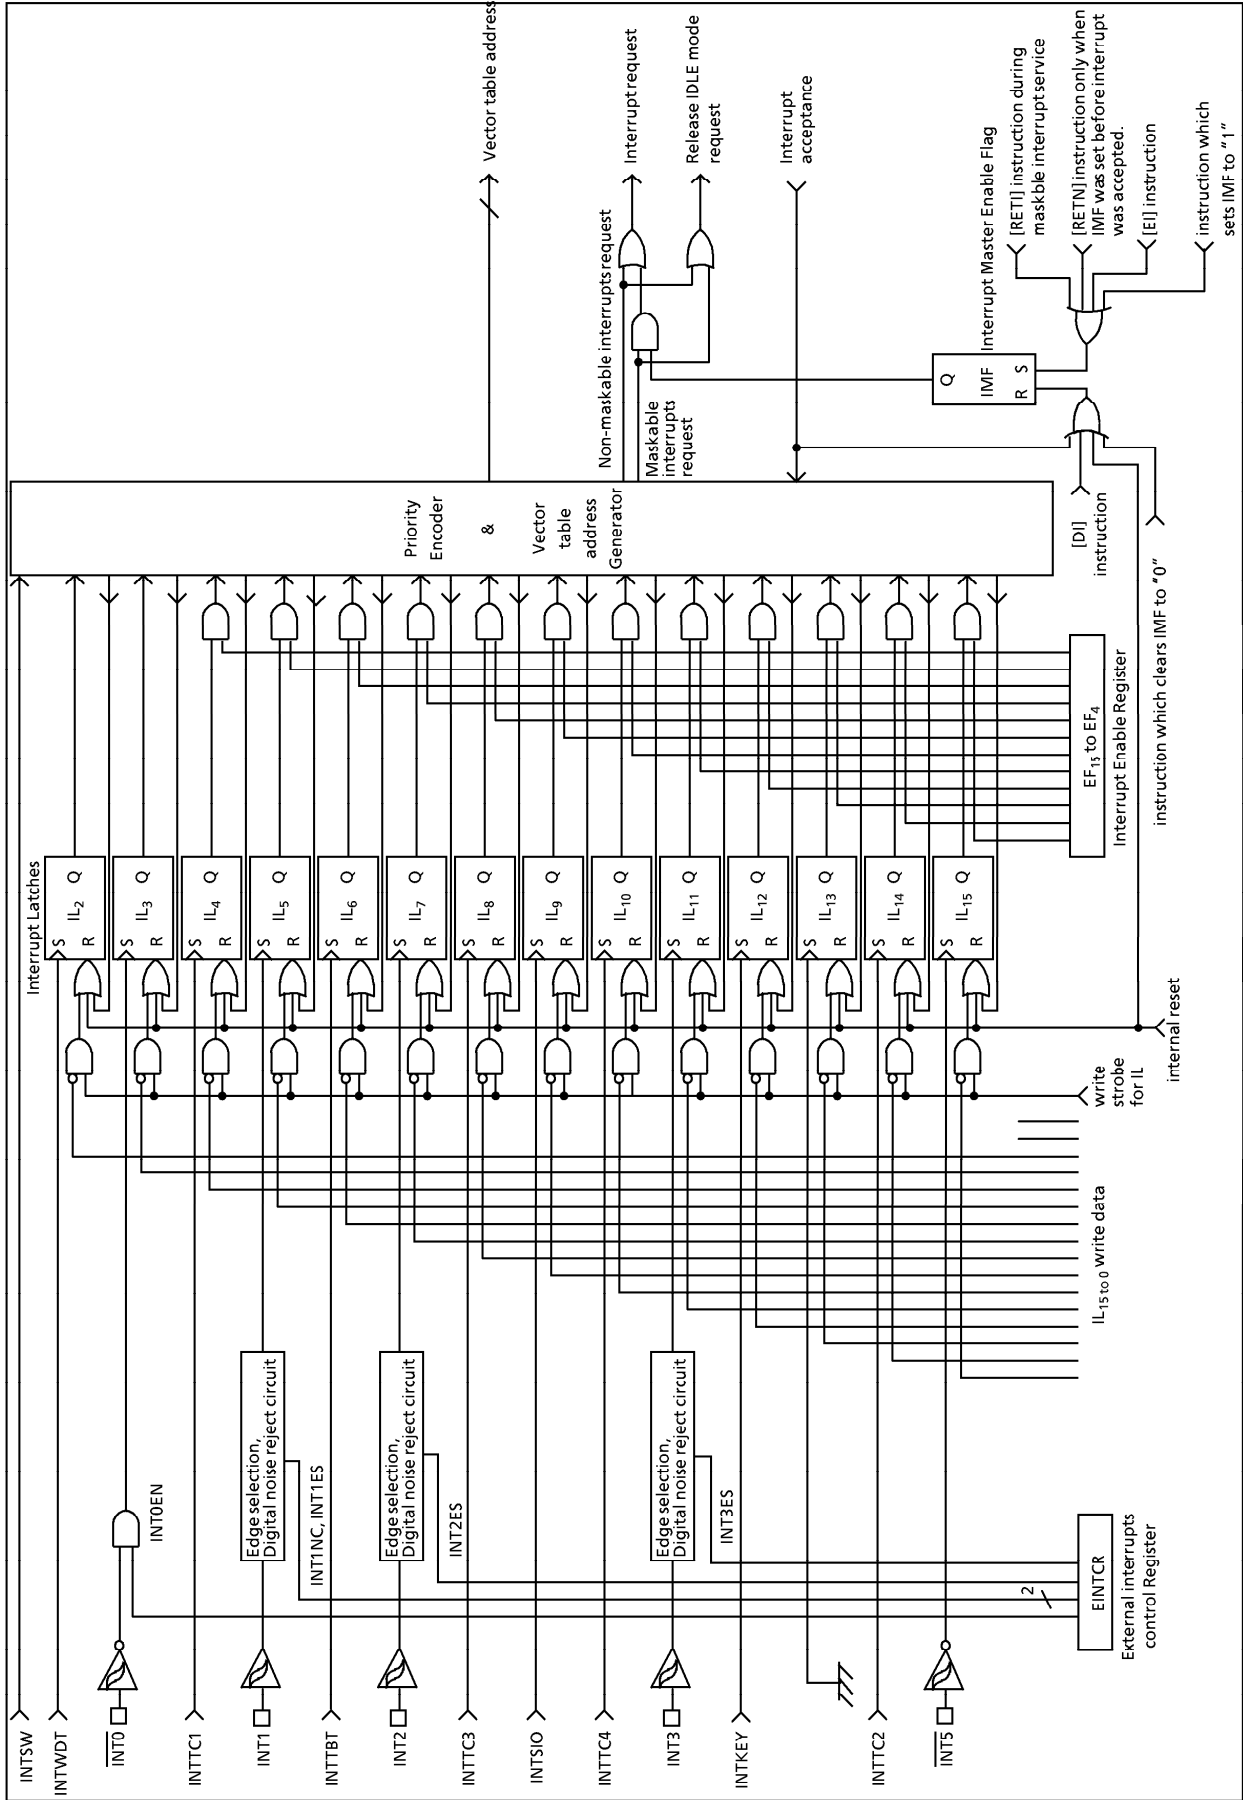 INTSW
INTWDT
INT0
INTTC1
INT1
INTTBT
INT2
INTTC3
INTSIO
INTTC4
INT3
INTKEY
INTTC2
INT5
INT0EN
Edge selection,
Digital noise reject circuit
INT1NC, INT1ES
Edge selection,
Digital noise reject circuit
INT2ES
Edge selection,
Digital noise reject circuit
INT3ES
2
EINTCR
External interrupts
control Register
IL15 to 0 write data
write
strobe
for IL
internal reset
Interrupt Latches
S
R
IL2
Q
S
R
IL3
Q
S
R
IL4
Q
S
R
IL5
Q
S
R
IL6
Q
S
R
IL7
Q
S
R
IL8
Q
S
R
IL9
Q
S
R
IL10
Q
S
R
IL11
Q
S
R
IL12
Q
S
R
IL13
Q
S
R
IL14
Q
S
R
IL15
Q
EF15 to EF4
Interrupt Enable Register
instruction which clears IMF to "0"
Priority
Encoder
&
Vector
table
address
Generator
[DI]
instruction
Non-maskable interrupts request
Maskable
interrupts
request
Q
IMF
R
S
Interrupt Master Enable Flag
Vector table address
Interrupt request
Release IDLE mode
request
Interrupt
acceptance
[RETI] instruction during
maskble interrupt service
[RETN] instruction only when
IMF was set before interrupt
was accepted.
[EI] instruction
instruction which
sets IMF to "1"